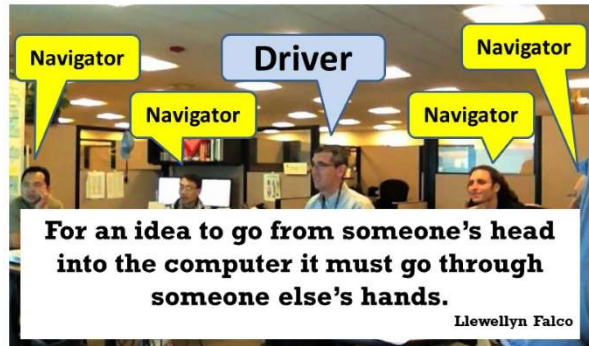 Navigator
Navigator
Driver
Navigator
Navigator
For an idea to go from someone’s head
into the computer it must go through
someone else’s hands.
Llewellyn Falco